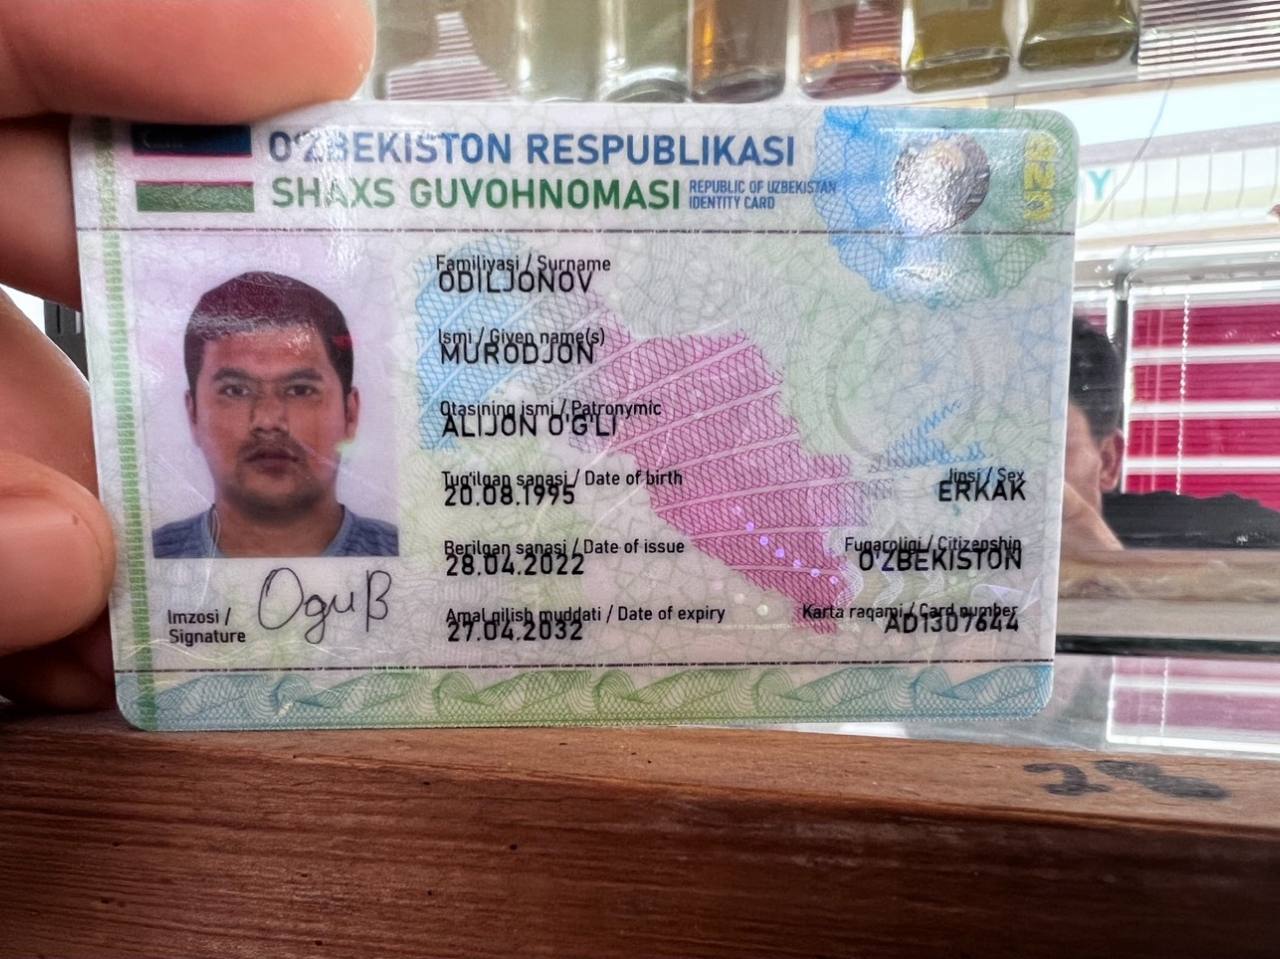 O'ZBEKISTON RESPUBLIKASI
SHAXS GUVOHNOMASI
REPUBLIC OF UZBEKISTAN
IDENTITY CARD
UZB
Familiyasi / Surname
ODILJONOV
Ismi / Given name(s)
MURODJON
Otasining ismi / Patronymic
ALIJON O'G'LI
Tug'ilgan sanasi / Date of birth
20.08.1995
Jinsi / Sex
ERKAK
Berilgan sanasi / Date of issue
28.04.2022
Fuqaroligi / Citizenship
O'ZBEKISTON
Amal qilish muddati / Date of expiry
27.04.2032
Karta raqami / Card number
AD1307644
Imzosi /
Signature
Y
28